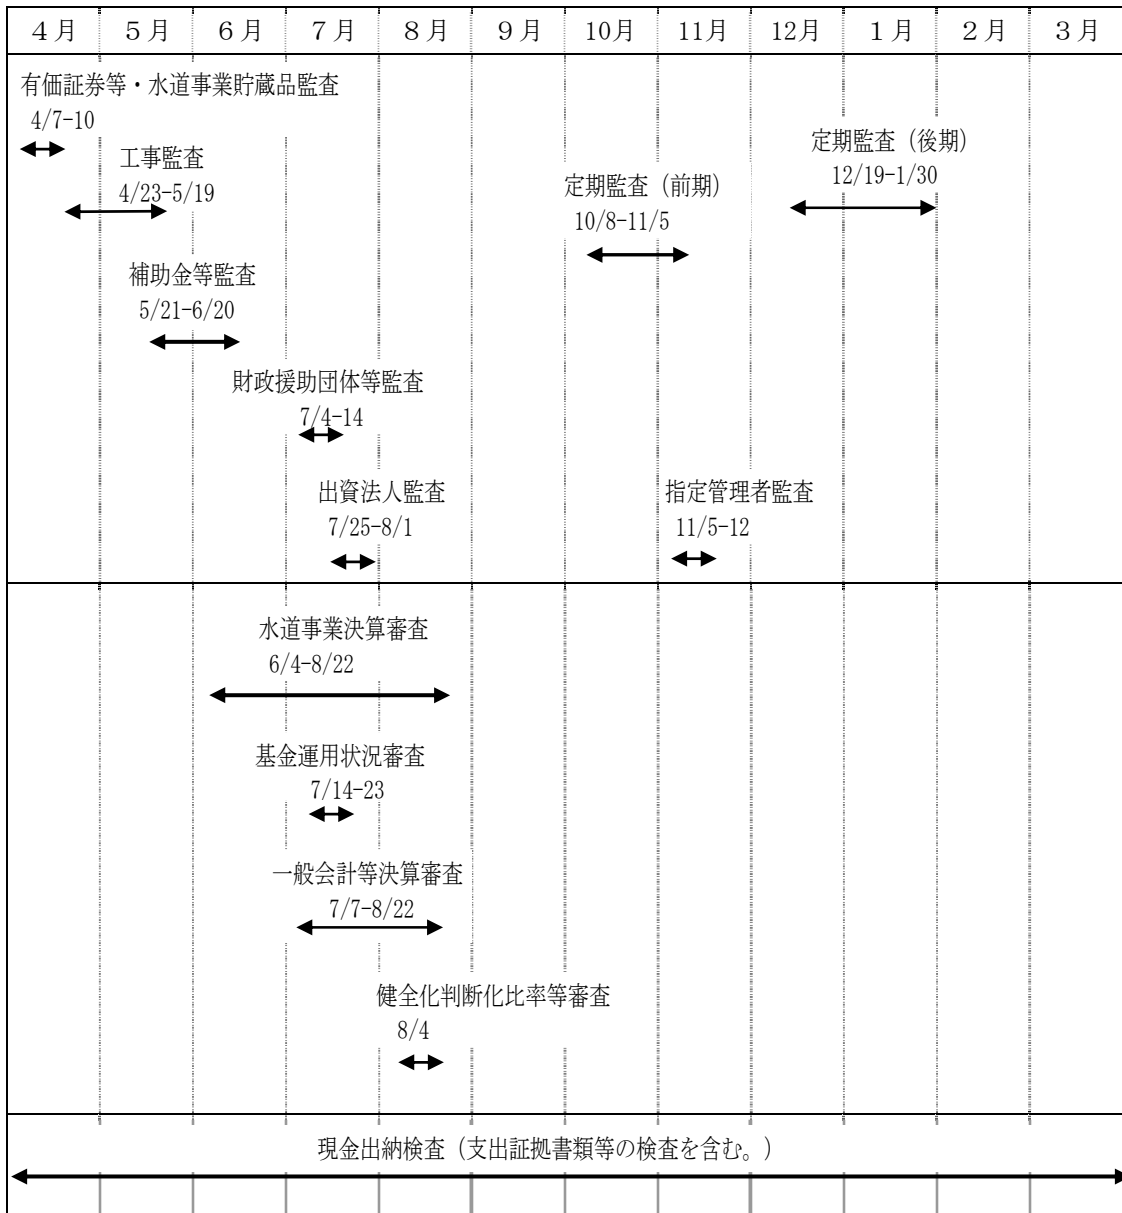 ４月 ５月 ６月 ７月 ８月 ９月 10月 11月 12月 １月 ２月 ３月
有価証券等・水道事業貯蔵品監査
4/7-10
工事監査
4/23-5/19
定期監査（後期）
12/19-1/30
定期監査（前期）
10/8-11/5
補助金等監査
5/21-6/20
財政援助団体等監査
7/4-14
出資法人監査
7/25-8/1
指定管理者監査
11/5-12
水道事業決算審査
6/4-8/22
基金運用状況審査
7/14-23
一般会計等決算審査
7/7-8/22
健全化判断化比率等審査
8/4
現金出納検査（支出証拠書類等の検査を含む。）